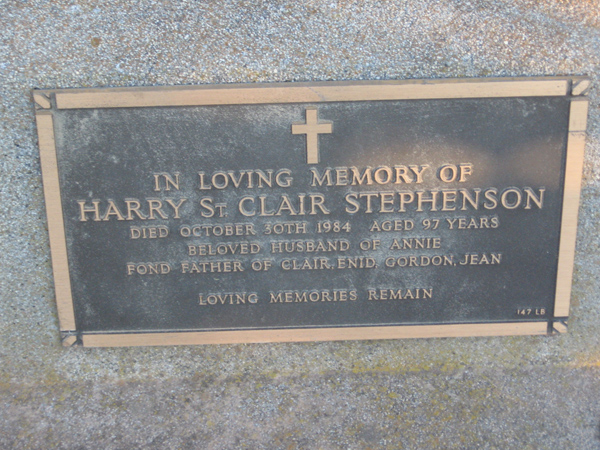 IN LOVING MEMORY OF
HARRY ST CLAIR STEPHENSON
DIED OCTOBER 30TH 1984 AGED 97 YEARS
BELOVED HUSBAND OF ANNIE
FOND FATHER OF CLAIR, ENID, GORDON, JEAN
LOVING MEMORIES REMAIN
147 LB